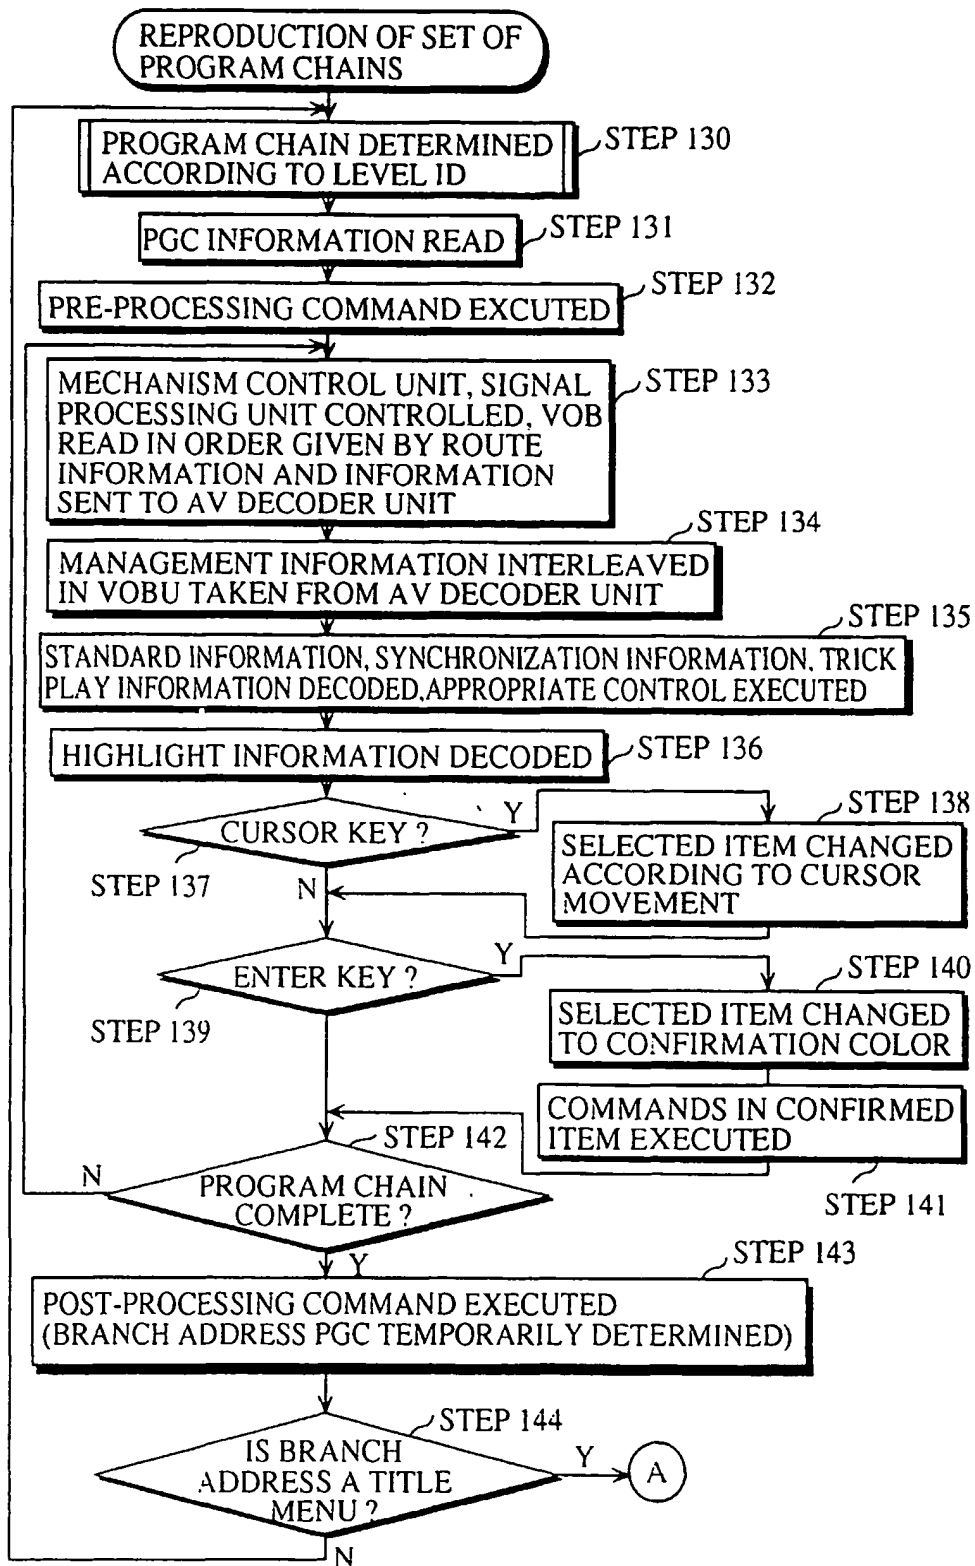 REPRODUCTION OF SET OF
PROGRAM CHAINS
PROGRAM CHAIN DETERMINED
ACCORDING TO LEVEL ID
STEP 130
PGC INFORMATION READ
STEP 131
PRE-PROCESSING COMMAND EXCUTED
STEP 132
MECHANISM CONTROL UNIT, SIGNAL
PROCESSING UNIT CONTROLLED, VOB
READ IN ORDER GIVEN BY ROUTE
INFORMATION AND INFORMATION
SENT TO AV DECODER UNIT
STEP 133
STEP 134
MANAGEMENT INFORMATION INTERLEAVED
IN VOBU TAKEN FROM AV DECODER UNIT
STEP 135
STANDARD INFORMATION, SYNCHRONIZATION INFORMATION, TRICK
PLAY INFORMATION DECODED, APPROPRIATE CONTROL EXECUTED
HIGHLIGHT INFORMATION DECODED
STEP 136
CURSOR KEY ?
Y
STEP 137
N
STEP 138
SELECTED ITEM CHANGED
ACCORDING TO CURSOR
MOVEMENT
ENTER KEY ?
Y
STEP 139
STEP 140
SELECTED ITEM CHANGED
TO CONFIRMATION COLOR
COMMANDS IN CONFIRMED
ITEM EXECUTED
STEP 141
STEP 142
N
PROGRAM CHAIN
COMPLETE ?
Y
STEP 143
POST-PROCESSING COMMAND EXECUTED
(BRANCH ADDRESS PGC TEMPORARILY DETERMINED)
STEP 144
IS BRANCH
ADDRESS A TITLE
MENU ?
Y
A
N